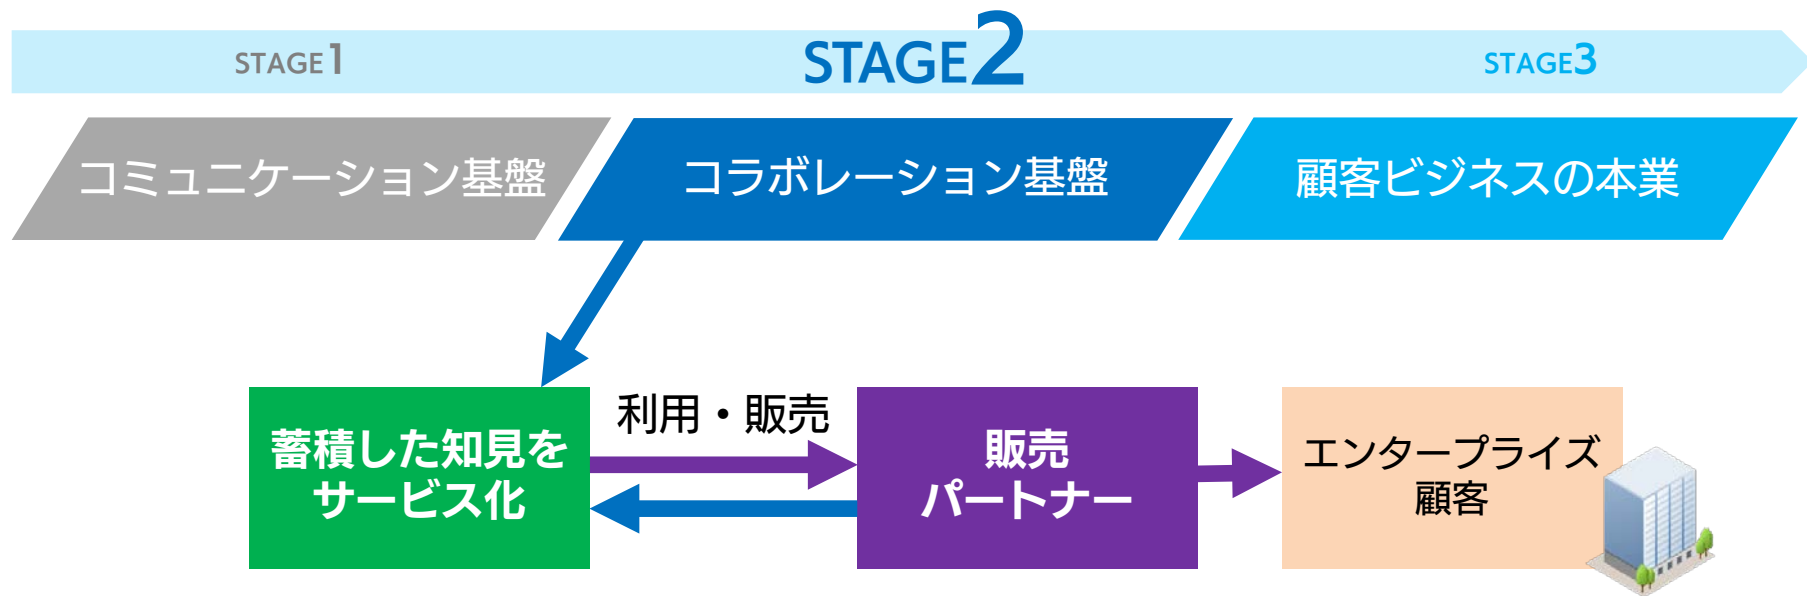 STAGE1
STAGE2
STAGE3
コミュニケーション基盤
コラボレーション基盤
顧客ビジネスの本業
蓄積した知見を
サービス化
利用・販売
販売
パートナー
エンタープライズ
顧客